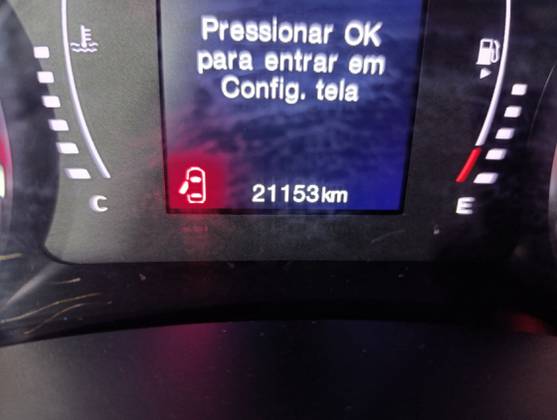 Pressionar OK
para entrar em
Config. tela
21153km
C
E